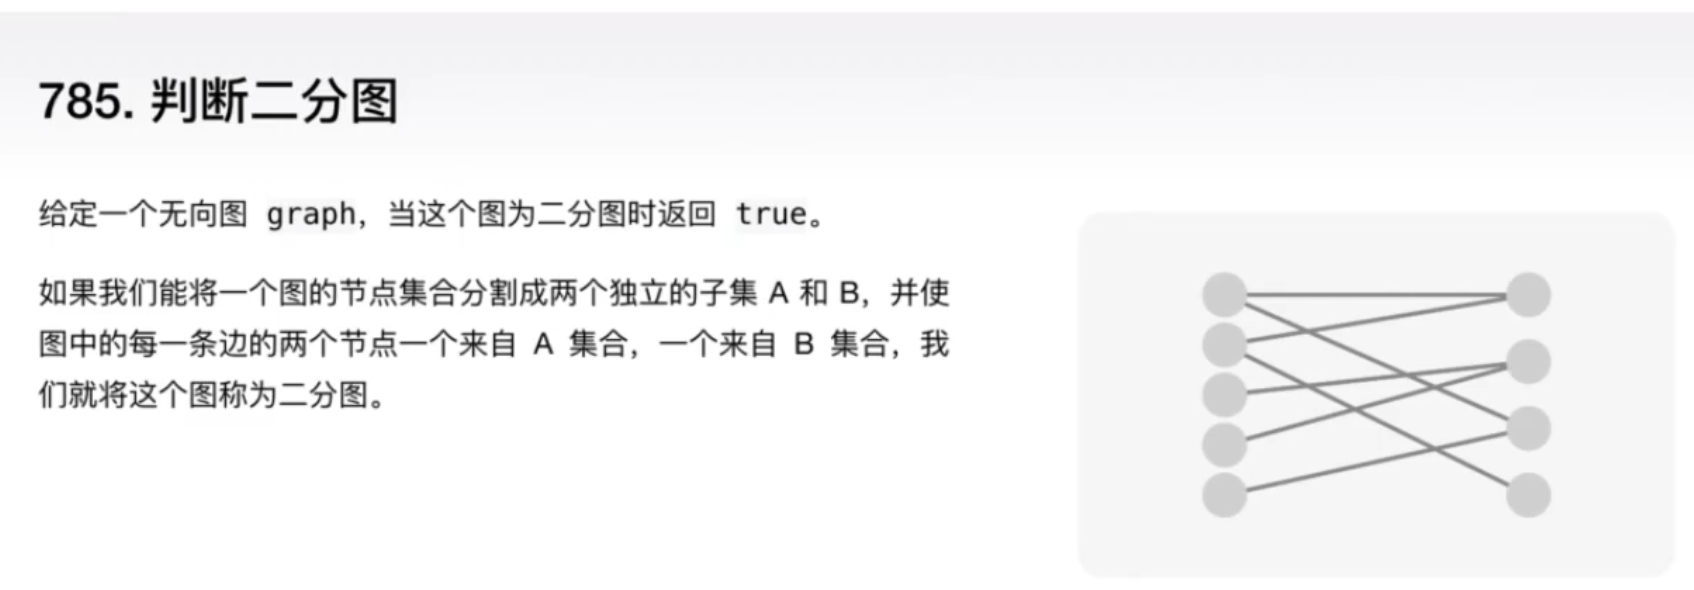 785. 判断二分图
给定一个无向图 graph，当这个图为二分图时返回 true。
如果我们能将一个图的节点集合分割成两个独立的子集 A 和 B，并使
图中的每一条边的两个节点一个来自 A 集合，一个来自 B 集合，我
们就将这个图称为二分图。